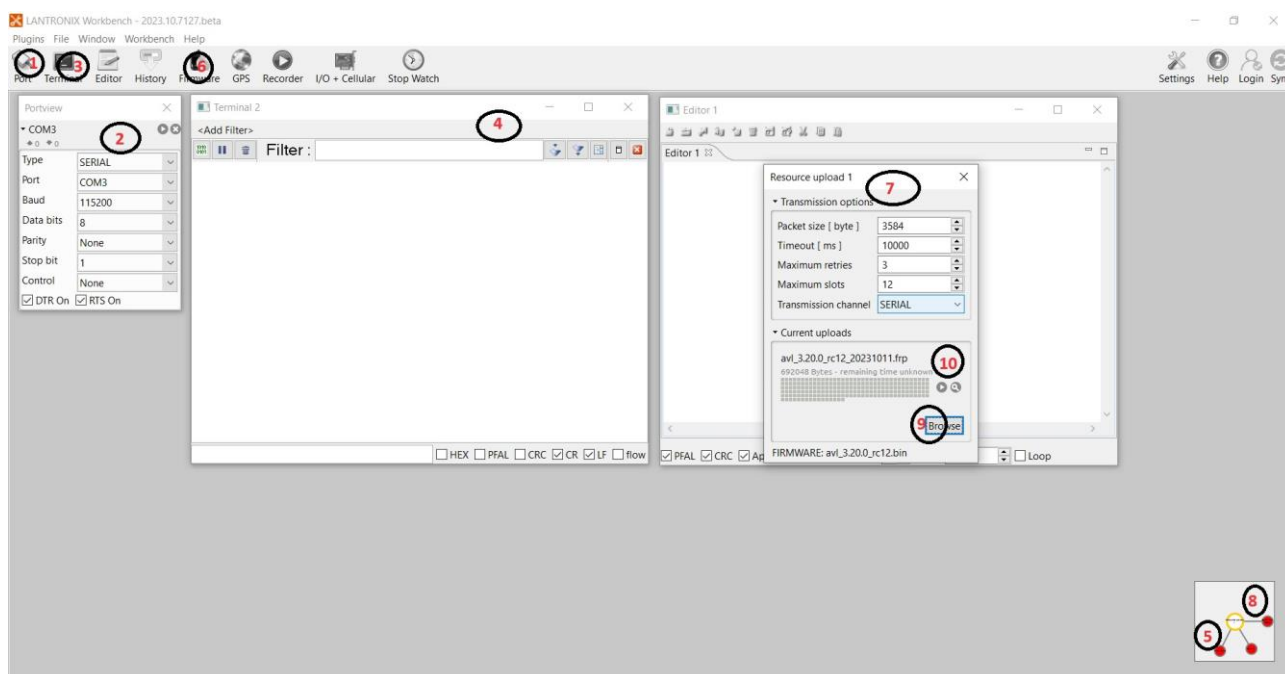 LANTRONIX Workbench - 2023.10.7127.beta
Plugins File Window Workbench Help
1 3 6
Port Terminal Editor History Firmware GPS Recorder I/O + Cellular Stop Watch
Settings Help Login Syn
Portview
COM3
0 0
2
Type SERIAL
Port COM3
Baud 115200
Data bits 8
Parity None
Stop bit 1
Control None
DTR On RTS On
Terminal 2
<Add Filter>
4
Filter :
HEX PFAL CRC CR LF flow
Editor 1
Editor 1
PFAL CRC Ap
Loop
Resource upload 1
7
Transmission options
Packet size [ byte ] 3584
Timeout [ ms ] 10000
Maximum retries 3
Maximum slots 12
Transmission channel SERIAL
Current uploads
avl_3.20.0_rc12_20231011.frp
10
692048 Bytes - remaining time unknown
9
Browse
FIRMWARE: avl_3.20.0_rc12.bin
8
5